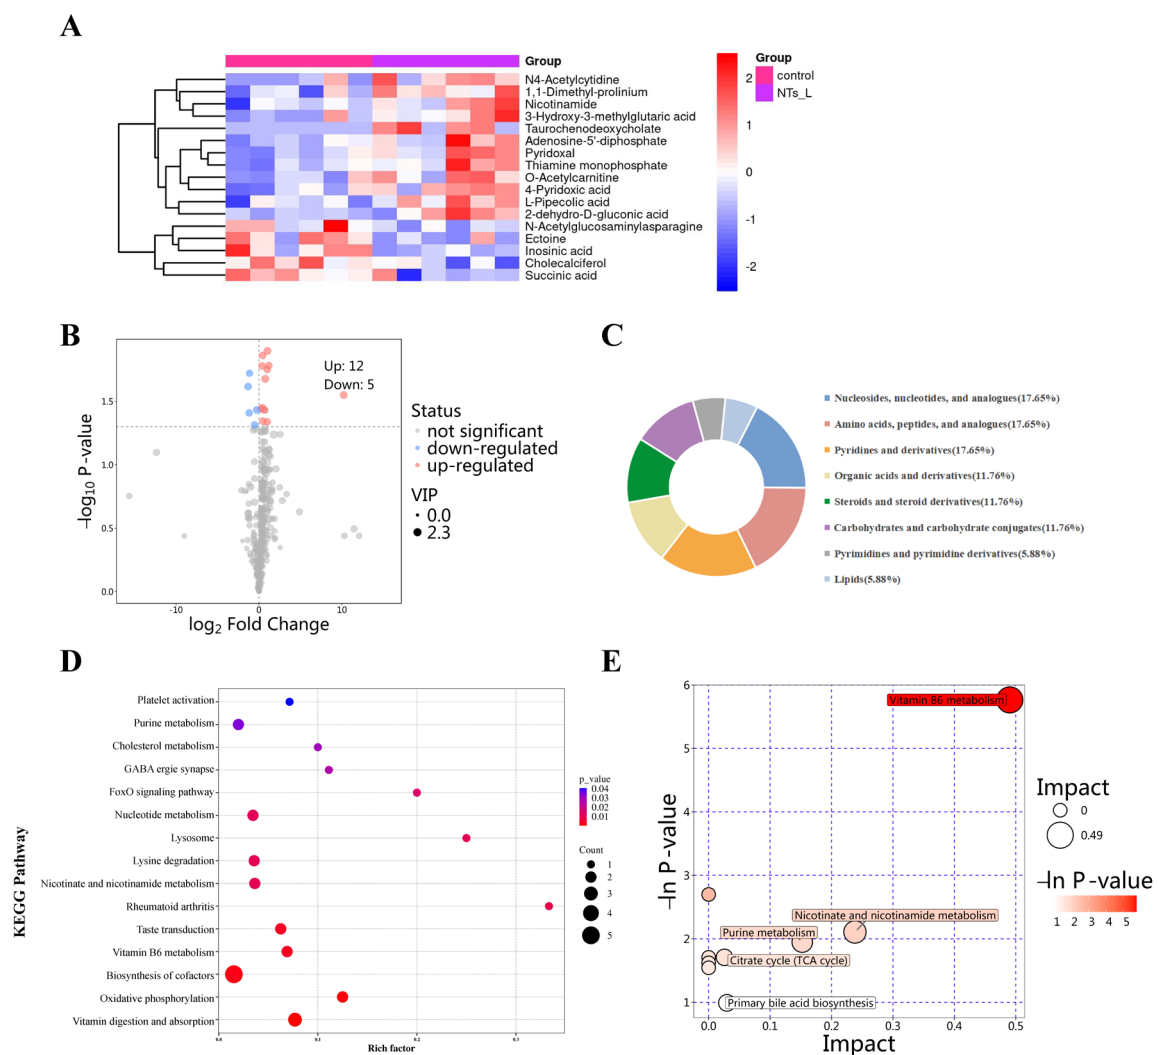 A
Group
N4-Acetylcytidine
1,1-Dimethyl-prolinium
Nicotinamide
3-Hydroxy-3-methylglutaric acid
Taurochenodeoxycholate
Adenosine-5'-diphosphate
Pyridoxal
Thiamine monophosphate
O-Acetylcarnitine
4-Pyridoxic acid
L-Pipecolic acid
2-dehydro-D-gluconic acid
N-Acetylglucosaminylasparagine
Ectoine
Inosinic acid
Cholecalciferol
Succinic acid
2
1
0
-1
-2
Group
control
NTs_L
B
Up: 12
Down: 5
1.5
1.0
0.5
0.0
-10
0
10
−log10 P-value
log2 Fold Change
Status
not significant
down-regulated
up-regulated
VIP
0.0
2.3
C
Nucleosides, nucleotides, and analogues(17.65%)
Amino acids, peptides, and analogues(17.65%)
Pyridines and derivatives(17.65%)
Organic acids and derivatives(11.76%)
Steroids and steroid derivatives(11.76%)
Carbohydrates and carbohydrate conjugates(11.76%)
Pyrimidines and pyrimidine derivatives(5.88%)
Lipids(5.88%)
D
KEGG Pathway
Platelet activation
Purine metabolism
Cholesterol metabolism
GABA ergie synapse
FoxO signaling pathway
Nucleotide metabolism
Lysosome
Lysine degradation
Nicotinate and nicotinamide metabolism
Rheumatoid arthritis
Taste transduction
Vitamin B6 metabolism
Biosynthesis of cofactors
Oxidative phosphorylation
Vitamin digestion and absorption
0.0
0.1
0.2
0.3
Rich factor
p_value
0.04
0.03
0.02
0.01
Count
1
2
3
4
5
E
6
5
4
3
2
1
−ln P-value
Vitamin B6 metabolism
Nicotinate and nicotinamide metabolism
Purine metabolism
Citrate cycle (TCA cycle)
Primary bile acid biosynthesis
0.0
0.1
0.2
0.3
0.4
0.5
Impact
Impact
0
0.49
−ln P-value
1 2 3 4 5